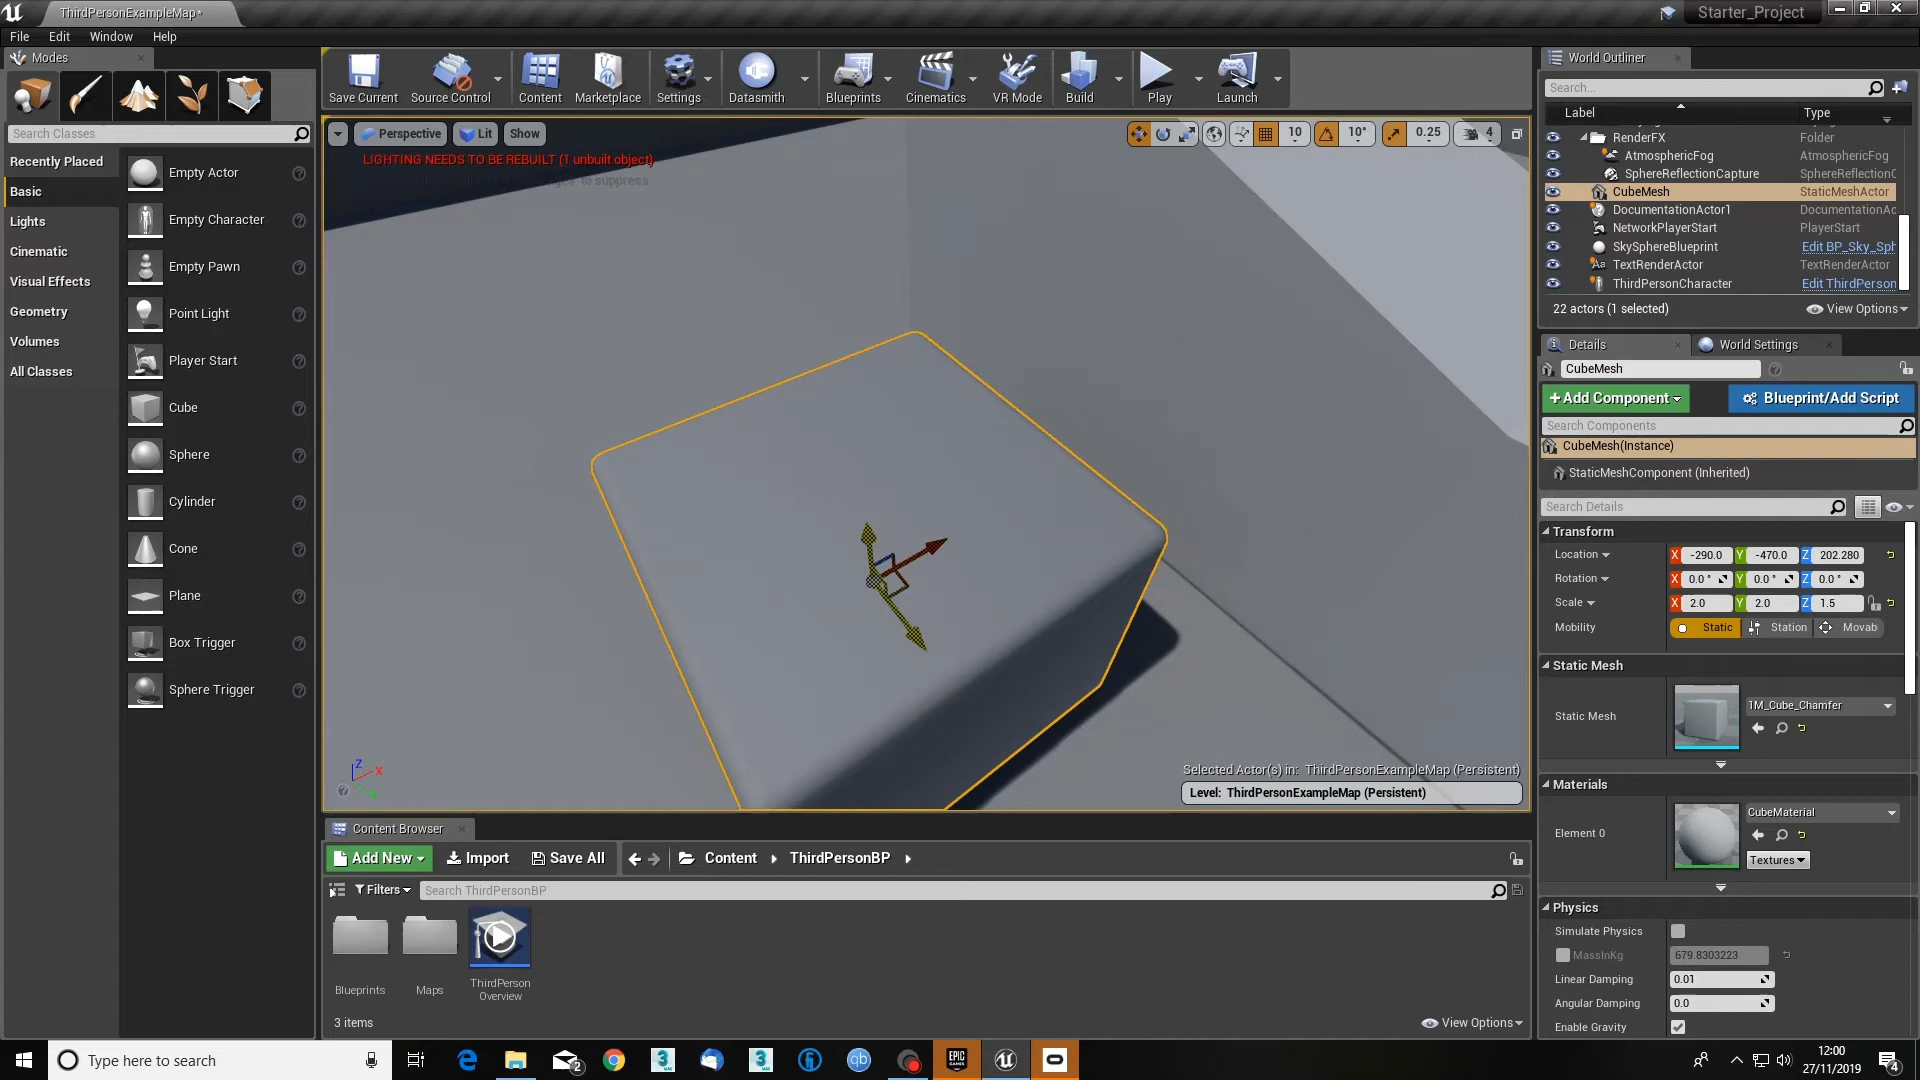 ThirdPersonExampleMap*
Starter_Project
File Edit Window Help
Modes
Search Classes
Recently Placed
Basic
Lights
Cinematic
Visual Effects
Geometry
Volumes
All Classes
Empty Actor
Empty Character
Empty Pawn
Point Light
Player Start
Cube
Sphere
Cylinder
Cone
Plane
Box Trigger
Sphere Trigger
Save Current
Source Control
Content
Marketplace
Settings
Datasmith
Blueprints
Cinematics
VR Mode
Build
Play
Launch
Perspective Lit Show
10 10° 0.25 4
LIGHTING NEEDS TO BE REBUILT (1 unbuilt object)
to suppress
Z X
Selected Actor(s) in: ThirdPersonExampleMap (Persistent)
Level: ThirdPersonExampleMap (Persistent)
Content Browser
Add New Import Save All Content ThirdPersonBP
Filters Search ThirdPersonBP
Blueprints
Maps
ThirdPerson
Overview
3 items
View Options
World Outliner
Search...
Label Type
RenderFX Folder
AtmosphericFog AtmosphericFog
SphereReflectionCapture SphereReflectionC
CubeMesh StaticMeshActor
DocumentationActor1 DocumentationAc
NetworkPlayerStart PlayerStart
SkySphereBlueprint Edit BP_Sky_Sph
TextRenderActor TextRenderActor
ThirdPersonCharacter Edit ThirdPerson
22 actors (1 selected) View Options
Details World Settings
CubeMesh
+Add Component Blueprint/Add Script
Search Components
CubeMesh(Instance)
StaticMeshComponent (Inherited)
Search Details
Transform
Location X -290.0 Y -470.0 Z 202.280
Rotation X 0.0 ° Y 0.0 ° Z 0.0 °
Scale X 2.0 Y 2.0 Z 1.5
Mobility Static Station Movab
Static Mesh
Static Mesh 1M_Cube_Chamfer
Materials
Element 0 CubeMaterial
Textures
Physics
Simulate Physics
MassInKg 679.8303223
Linear Damping 0.01
Angular Damping 0.0
Enable Gravity
Type here to search
2
EPIC
GAMES
12:00
27/11/2019
4